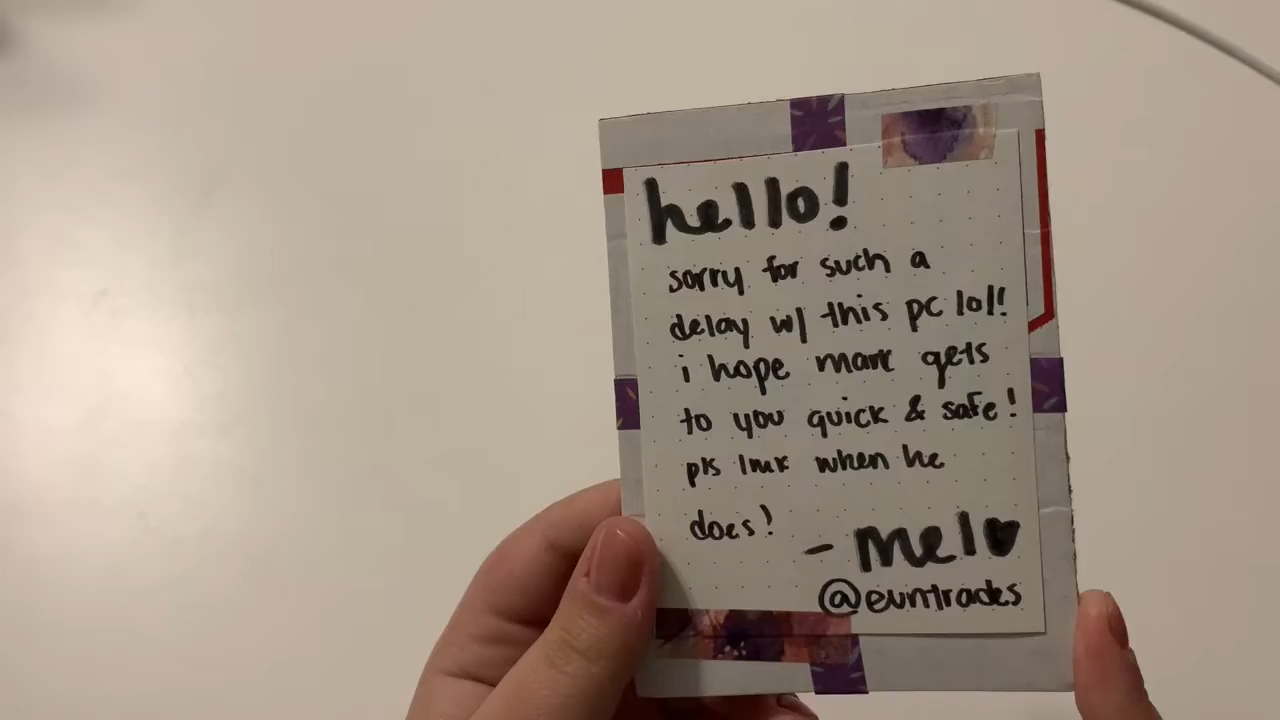 hello!
sorry for such a
delay w/ this pc lol!
i hope mark gets
to you quick & safe!
pls lmk when he
does!
- mel♥
@euntrades